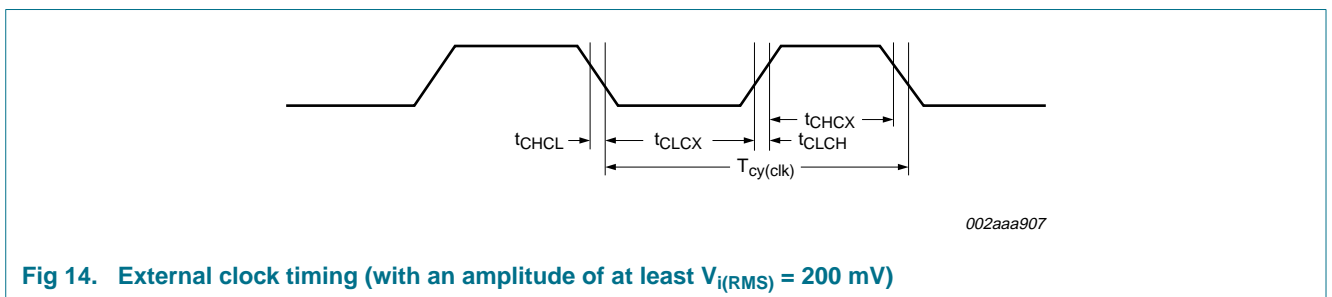 tCHCX
tCHCL
tCLCX
tCLCH
Tcy(clk)
002aaa907
Fig 14. External clock timing (with an amplitude of at least Vi(RMS) = 200 mV)